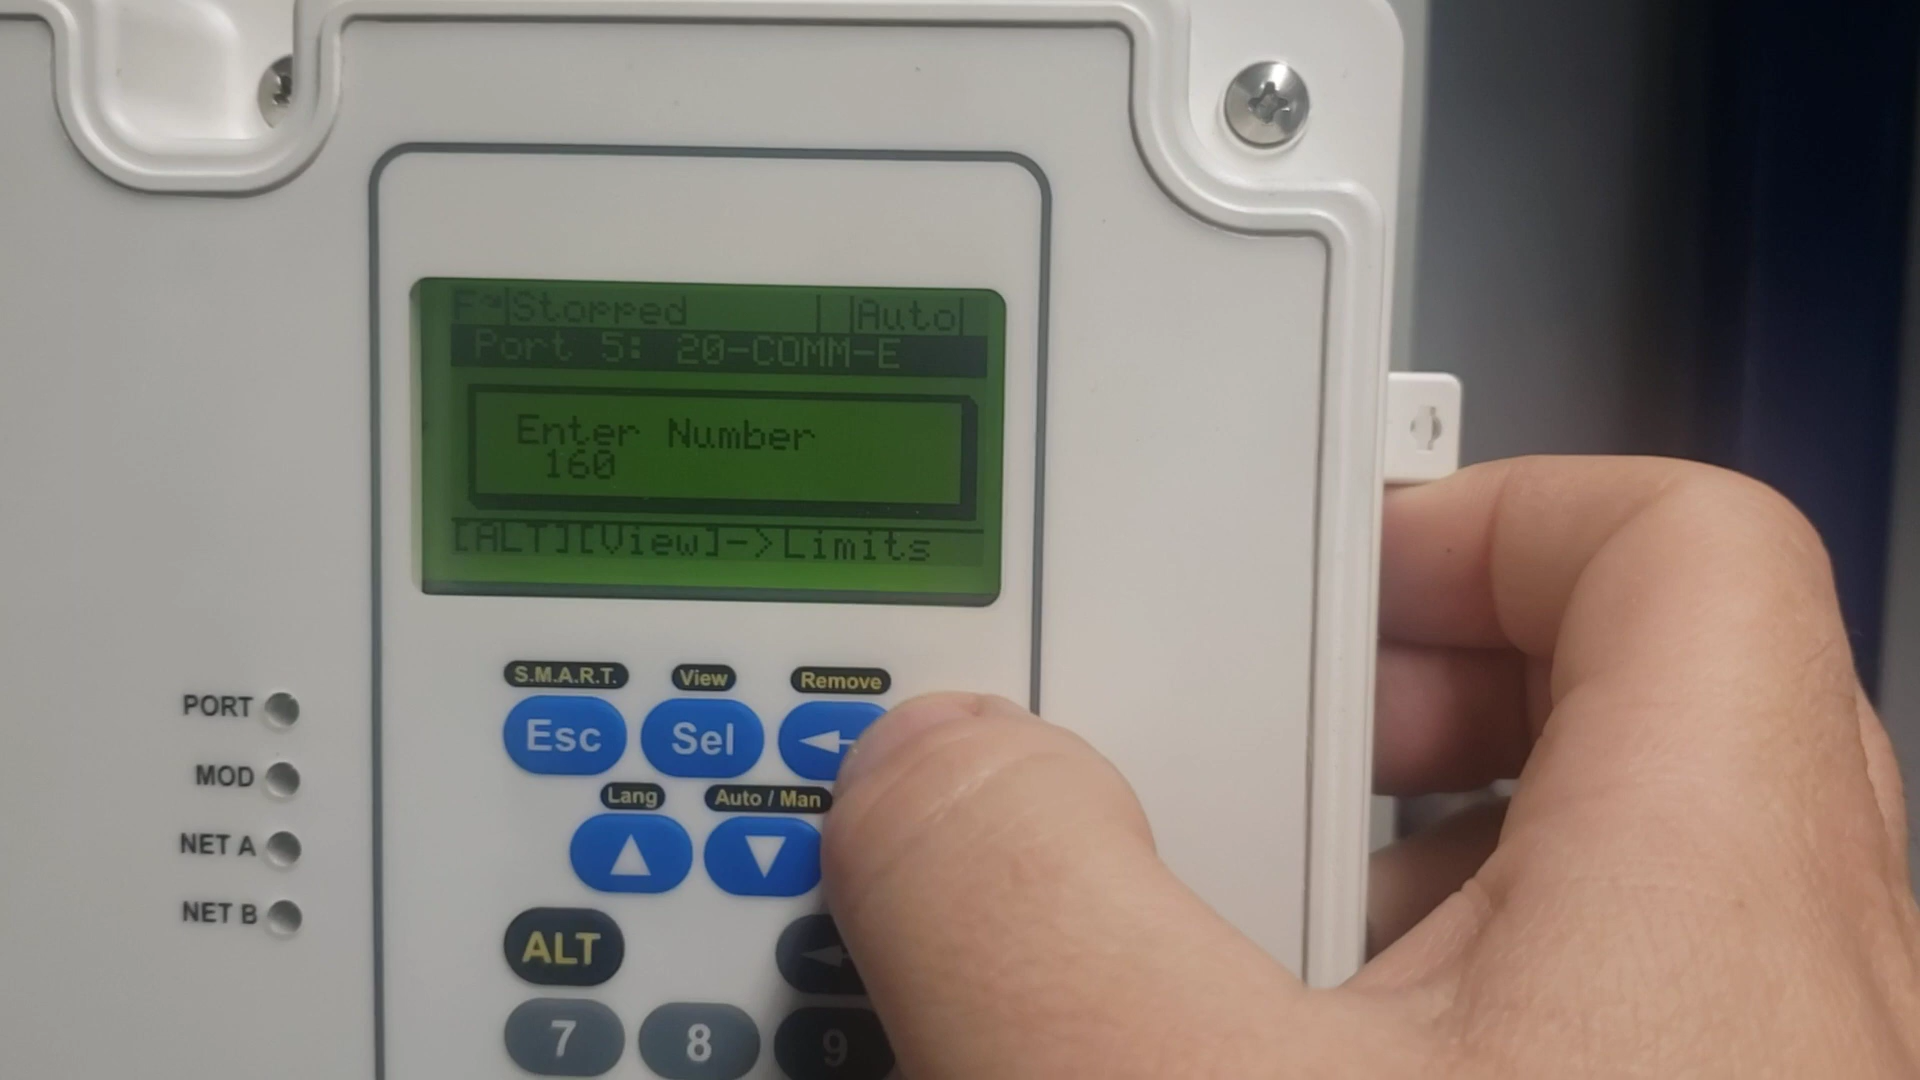 F Stopped Auto
Port 5: 20-COMM-E
Enter Number
160
[ALT][View]->Limits
S.M.A.R.T. View Remove
Esc Sel
Lang Auto / Man
ALT
7 8 9
PORT
MOD
NET A
NET B